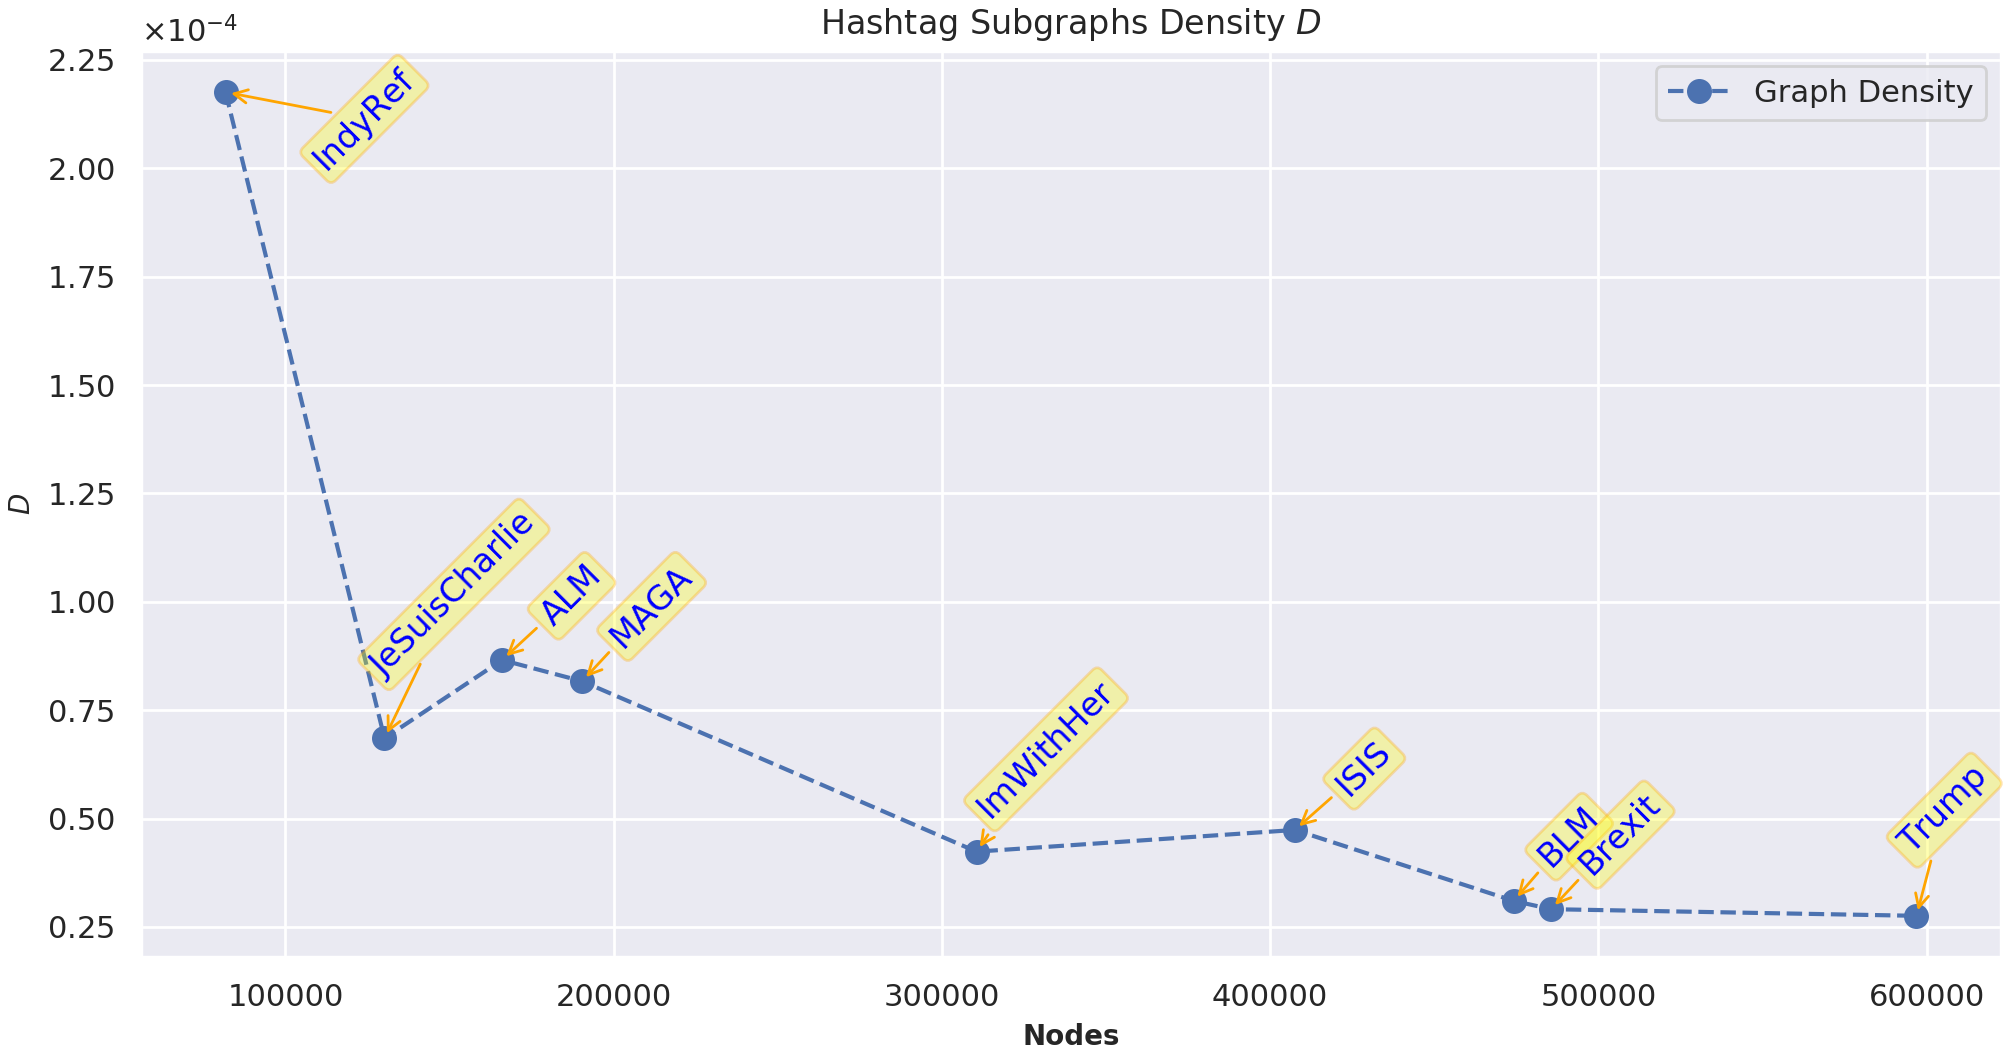 Hashtag Subgraphs Density D
×10⁻⁴
2.25
2.00
1.75
1.50
1.25
1.00
0.75
0.50
0.25
D
Graph Density
IndyRef
JeSuisCharlie
ALM
MAGA
ImWithHer
ISIS
BLM
Brexit
Trump
100000
200000
300000
400000
500000
600000
Nodes